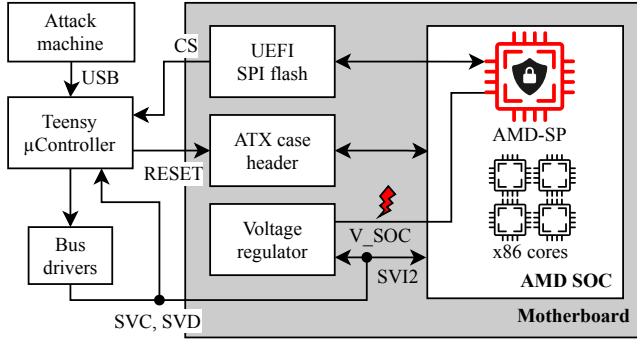 Attack
machine
USB
Teensy
µController
CS
RESET
Bus
drivers
SVC, SVD
UEFI
SPI flash
ATX case
header
Voltage
regulator
V_SOC
SVI2
AMD-SP
x86 cores
AMD SOC
Motherboard